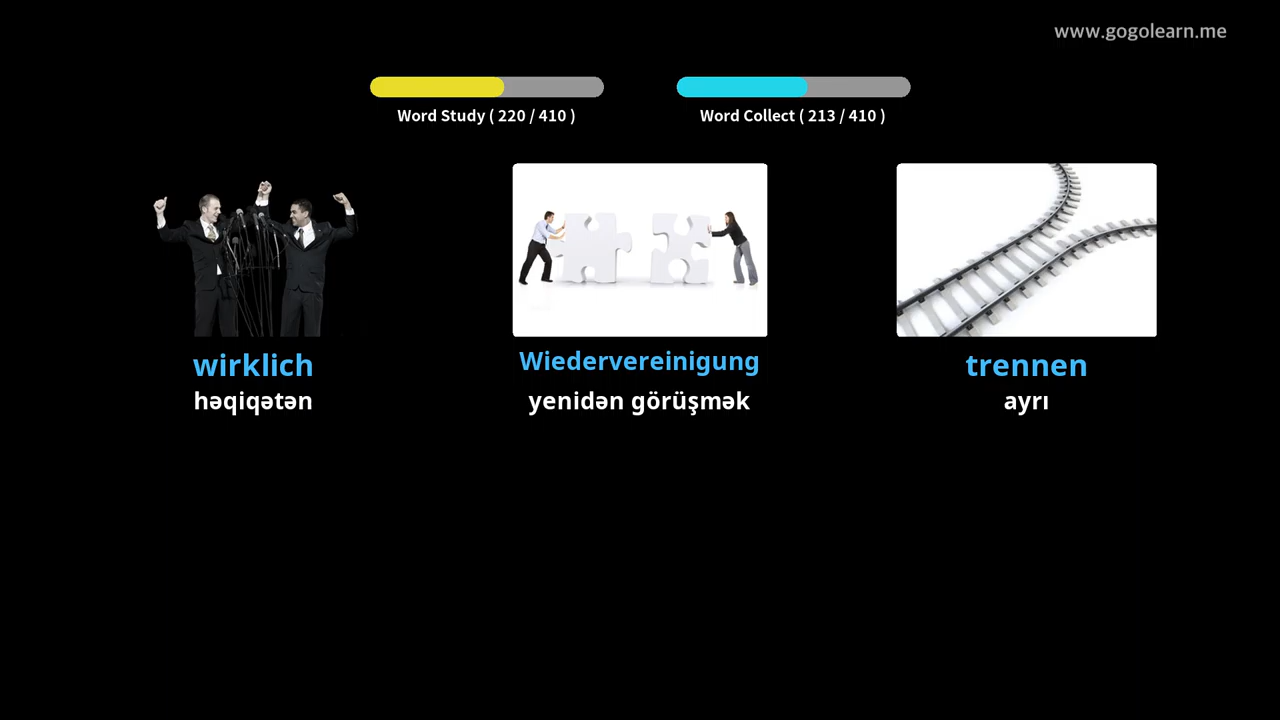 www.gogolearn.me
Word Study ( 220 / 410 )
Word Collect ( 213 / 410 )
wirklich
həqiqətən
Wiedervereinigung
yenidən görüşmək
trennen
ayrı